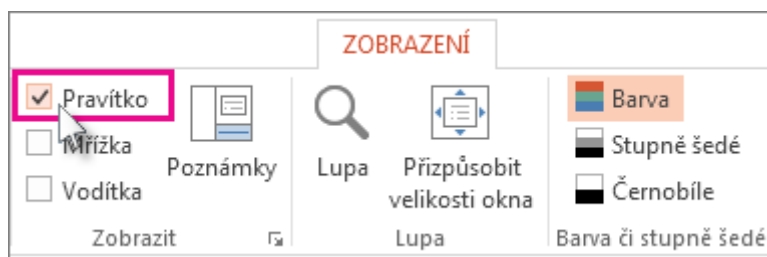 ZOBRAZENÍ
Pravítko
Mřížka
Vodítka
Poznámky
Zobrazit
Lupa
Přizpůsobit
velikosti okna
Lupa
Barva
Stupně šedé
Černobíle
Barva či stupně šedé